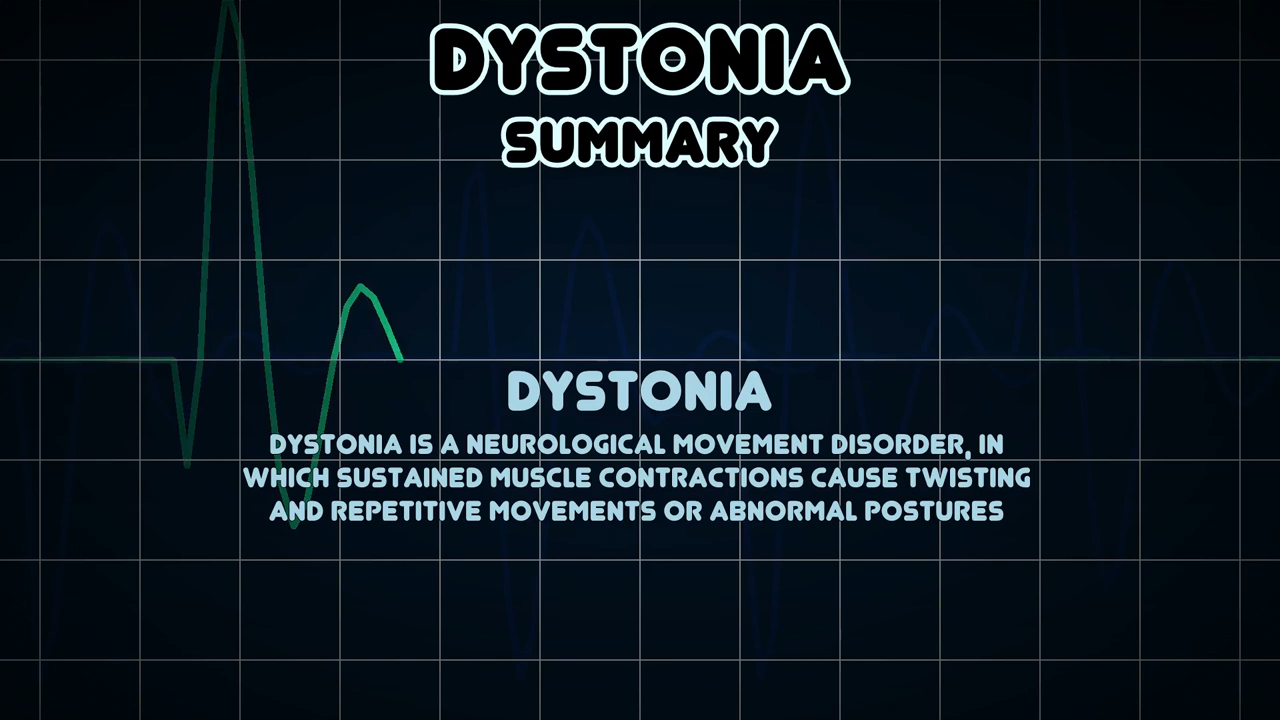 DYSTONIA
SUMMARY
DYSTONIA
DYSTONIA IS A NEUROLOGICAL MOVEMENT DISORDER, IN
WHICH SUSTAINED MUSCLE CONTRACTIONS CAUSE TWISTING
AND REPETITIVE MOVEMENTS OR ABNORMAL POSTURES